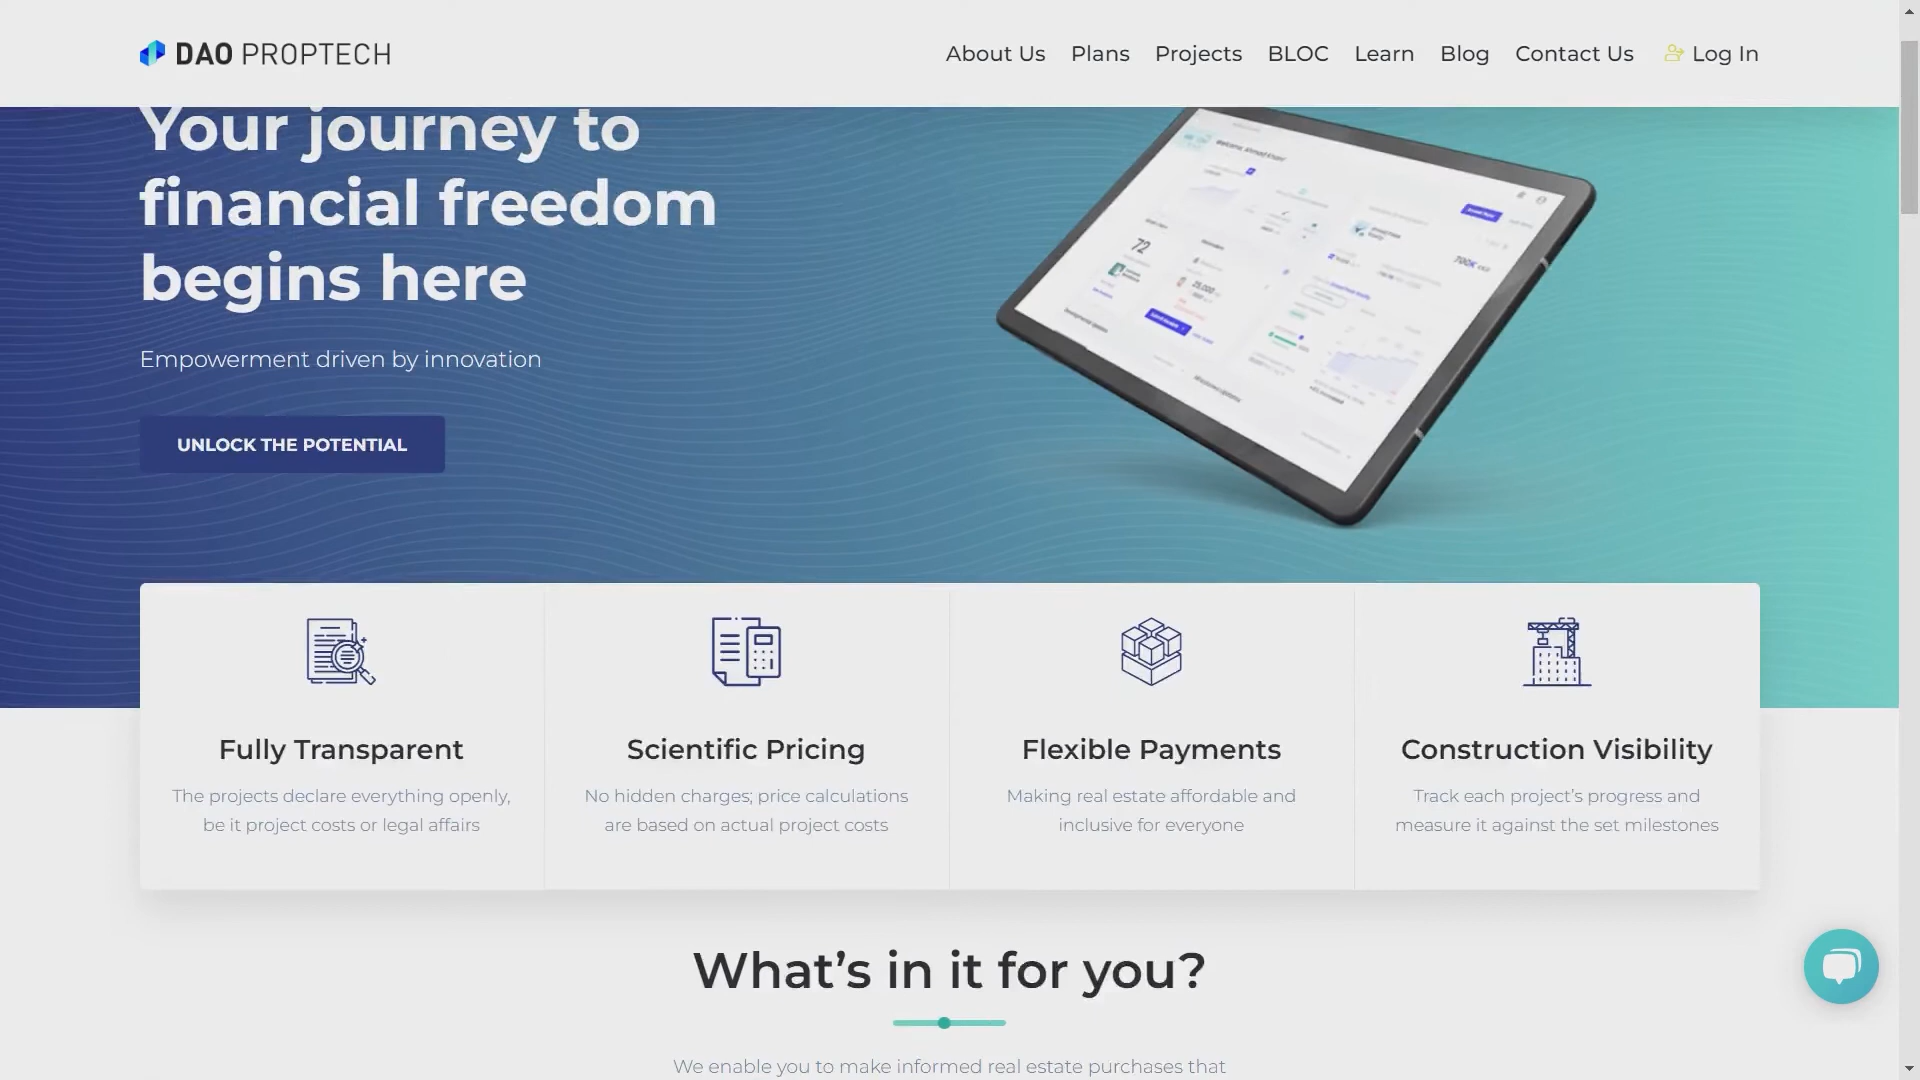 DAO PROPTECH
About Us Plans Projects BLOC Learn Blog Contact Us Log In
Your journey to
financial freedom
begins here
Empowerment driven by innovation
UNLOCK THE POTENTIAL
72
25,000
700K
Fully Transparent
The projects declare everything openly,
be it project costs or legal affairs
Scientific Pricing
No hidden charges; price calculations
are based on actual project costs
Flexible Payments
Making real estate affordable and
inclusive for everyone
Construction Visibility
Track each project’s progress and
measure it against the set milestones
What’s in it for you?
We enable you to make informed real estate purchases that